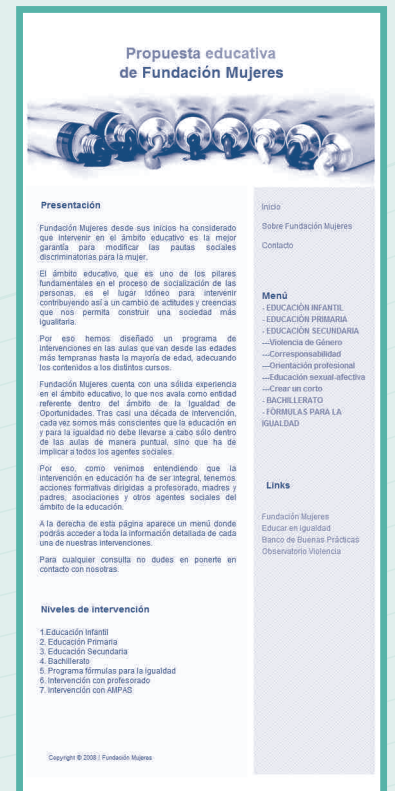 Propuesta educativa
de Fundación Mujeres
Presentación
Fundación Mujeres desde sus inicios ha considerado
que intervenir en el ámbito educativo es la mejor
garantía para modificar las pautas sociales
discriminatorias para la mujer.
El ámbito educativo, que es uno de los pilares
fundamentales en el proceso de socialización de las
personas, es el lugar idóneo para intervenir
contribuyendo así a un cambio de actitudes y creencias
que nos permita construir una sociedad más
igualitaria.
Por eso hemos diseñado un programa de
intervenciones en las aulas que van desde las edades
más tempranas hasta la mayoría de edad, adecuando
los contenidos a los distintos cursos.
Fundación Mujeres cuenta con una sólida experiencia
en el ámbito educativo, lo que nos avala como entidad
referente dentro del ámbito de la Igualdad de
Oportunidades. Tras casi una década de intervención,
cada vez somos más conscientes que la educación en
y para la igualdad no debe llevarse a cabo sólo dentro
de las aulas de manera puntual, sino que ha de
implicar a todos los agentes sociales.
Por eso, como venimos entendiendo que la
intervención en educación ha de ser integral, tenemos
acciones formativas dirigidas a profesorado, madres y
padres, asociaciones y otros agentes sociales del
ámbito de la educación.
A la derecha de esta página aparece un menú donde
podrás acceder a toda la información detallada de cada
una de nuestras intervenciones.
Para cualquier consulta no dudes en ponerte en
contacto con nosotras.
Niveles de intervención
1.Educación Infantil
2. Educación Primaria
3. Educación Secundaria
4. Bachillerato
5. Programa fórmulas para la igualdad
6. Intervención con profesorado
7. Intervención con AMPAS
Copyright © 2008 | Fundación Mujeres
Inicio
Sobre Fundación Mujeres
Contacto
Menú
- EDUCACIÓN INFANTIL
- EDUCACIÓN PRIMARIA
- EDUCACIÓN SECUNDARIA
---Violencia de Género
---Corresponsabilidad
---Orientación profesional
---Educación sexual-afectiva
---Crear un corto
- BACHILLERATO
- FÓRMULAS PARA LA
IGUALDAD
Links
Fundación Mujeres
Educar en igualdad
Banco de Buenas Prácticas
Observatorio Violencia